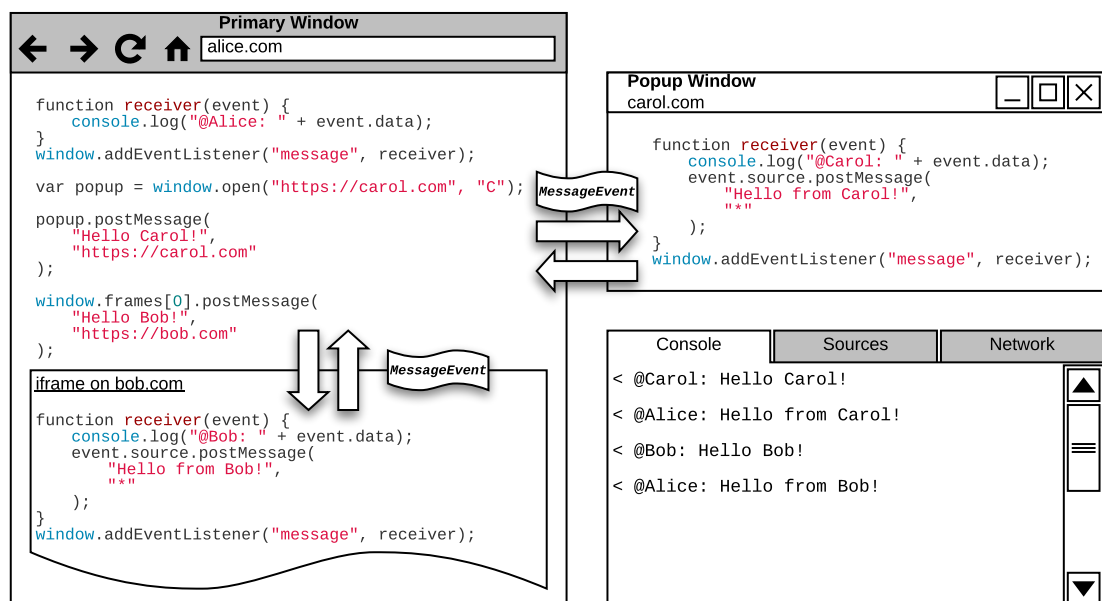 Primary Window
alice.com
function receiver(event) {
console.log("@Alice: " + event.data);
}
window.addEventListener("message", receiver);
var popup = window.open("https://carol.com", "C");
popup.postMessage(
"Hello Carol!",
"https://carol.com"
);
window.frames[0].postMessage(
"Hello Bob!",
"https://bob.com"
);
MessageEvent
iframe on bob.com
function receiver(event) {
console.log("@Bob: " + event.data);
event.source.postMessage(
"Hello from Bob!",
"*"
);
}
window.addEventListener("message", receiver);
MessageEvent
Popup Window
carol.com
function receiver(event) {
console.log("@Carol: " + event.data);
event.source.postMessage(
"Hello from Carol!",
"*"
);
}
window.addEventListener("message", receiver);
Console Sources Network
< @Carol: Hello Carol!
< @Alice: Hello from Carol!
< @Bob: Hello Bob!
< @Alice: Hello from Bob!